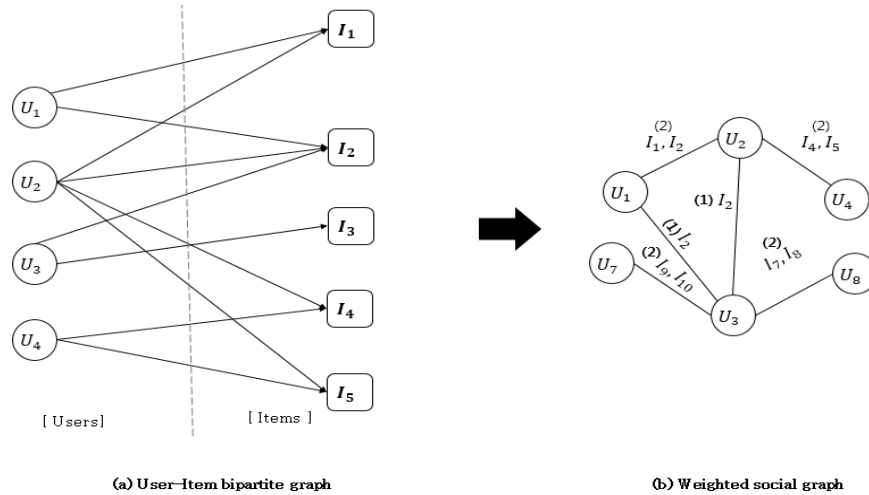 I₁
U₁
I₂
U₂
I₃
U₃
I₄
U₄
I₅
[ Users]
[ Items]
(a) User-Item bipartite graph
(2)
I₁, I₂
U₂
(2)
I₄, I₅
U₁
(1) I₂
U₄
(1) I₂
(2)
I₇, I₈
U₇
(2) I₉, I₁₀
U₈
U₃
(b) Weighted social graph